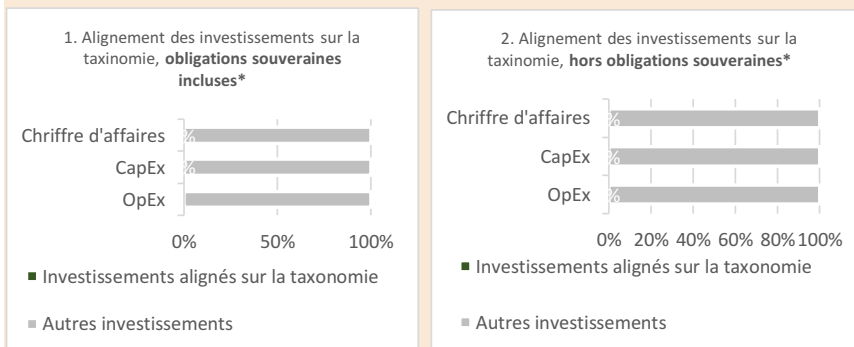 1. Alignement des investissements sur la
taxinomie, obligations souveraines
incluses*
Chriffre d'affaires
%
CapEx
%
OpEx
0% 50% 100%
Investissements alignés sur la taxonomie
Autres investissements
2. Alignement des investissements sur la
taxinomie, hors obligations souveraines*
Chriffre d'affaires
%
CapEx
%
OpEx
%
0% 20% 40% 60% 80% 100%
Investissements alignés sur la taxonomie
Autres investissements